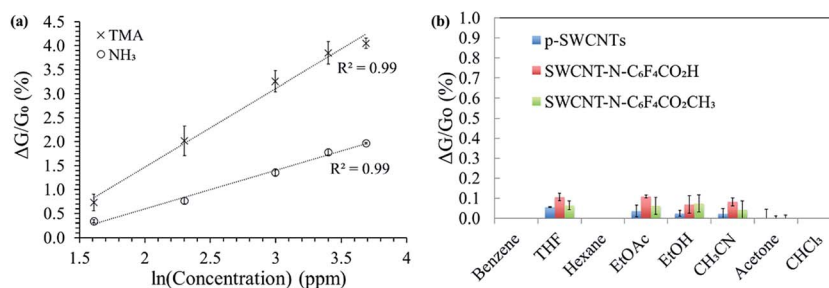 (a)
× TMA
○ NH₃
4.5
4.0
3.5
3.0
2.5
2.0
1.5
1.0
0.5
0.0
ΔG/G₀ (%)
R² = 0.99
R² = 0.99
1.5 2 2.5 3 3.5 4
ln(Concentration) (ppm)
(b)
p-SWCNTs
SWCNT-N-C₆F₄CO₂H
SWCNT-N-C₆F₄CO₂CH₃
1.0
0.9
0.8
0.7
0.6
0.5
0.4
0.3
0.2
0.1
0.0
ΔG/Go (%)
Benzene
THF
Hexane
EtOAc
EtOH
CH₃CN
Acetone
CHCl₃